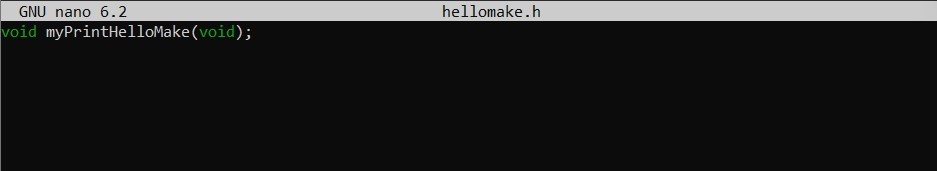 GNU nano 6.2 hellomake.h
void myPrintHelloMake(void);